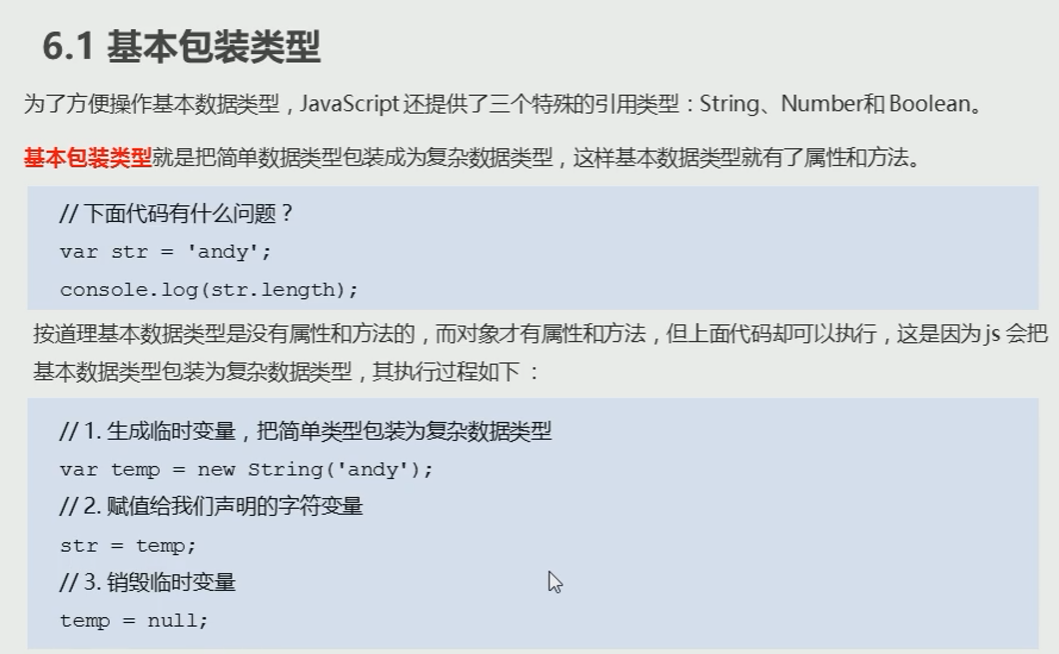 6.1 基本包装类型
为了方便操作基本数据类型，JavaScript 还提供了三个特殊的引用类型：String、Number和 Boolean。
基本包装类型就是把简单数据类型包装成为复杂数据类型，这样基本数据类型就有了属性和方法。
// 下面代码有什么问题？
var str = 'andy';
console.log(str.length);
按道理基本数据类型是没有属性和方法的，而对象才有属性和方法，但上面代码却可以执行，这是因为 js 会把
基本数据类型包装为复杂数据类型，其执行过程如下 ：
// 1. 生成临时变量，把简单类型包装为复杂数据类型
var temp = new String('andy');
// 2. 赋值给我们声明的字符变量
str = temp;
// 3. 销毁临时变量
temp = null;